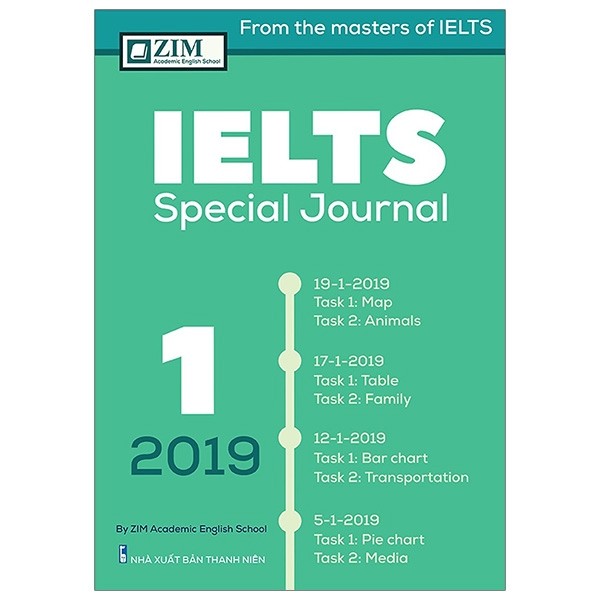 ZIM
Academic English School
From the masters of IELTS
IELTS
Special Journal
1
2019
19-1-2019
Task 1: Map
Task 2: Animals
17-1-2019
Task 1: Table
Task 2: Family
12-1-2019
Task 1: Bar chart
Task 2: Transportation
5-1-2019
Task 1: Pie chart
Task 2: Media
By ZIM Academic English School
NHÀ XUẤT BẢN THANH NIÊN